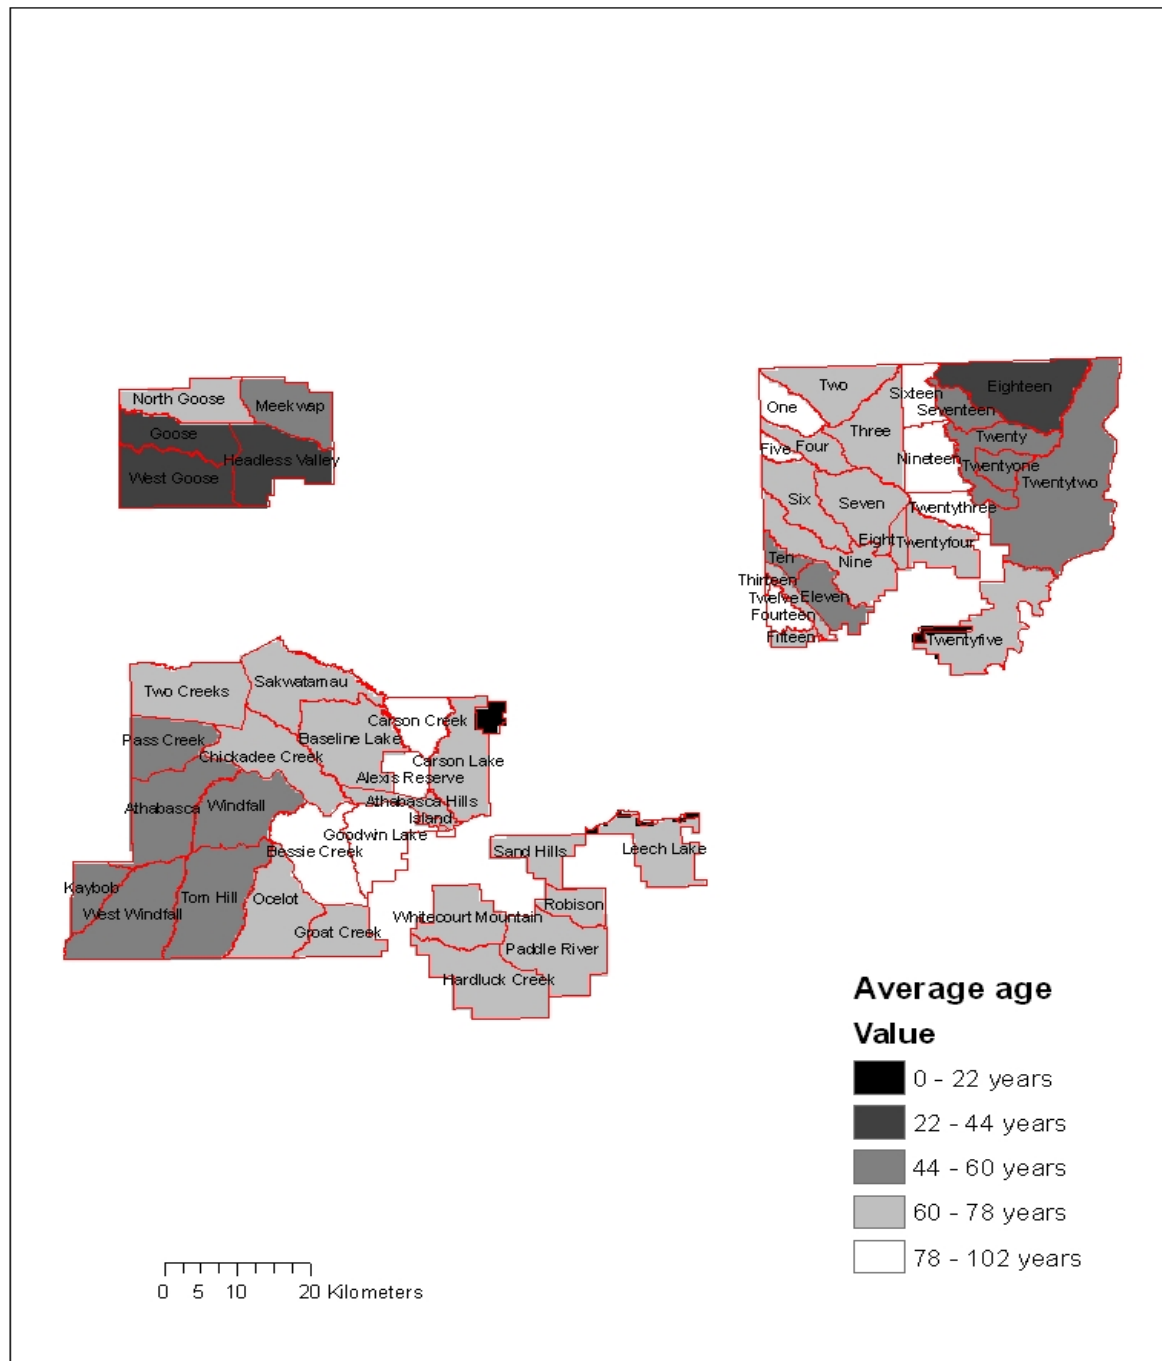 Two
Eighteen
Sixteen
North Goose
Meekwap
One
Seventeen
Three
Goose
Twenty
Five
Four
Headless Valley
Nineteen
Twentyone
West Goose
Twentytwo
Six
Seven
Twentythree
Eight
Twentyfour
Ten
Nine
Thirteen
Twelve
Eleven
Fourteen
Fifteen
Twentyfive
Sakwatamau
Two Creeks
Carson Creek
Pass Creek
Baseline Lake
Chickadee Creek
Carson Lake
Alexis Reserve
Athabasca
Windfall
Athabasca Hills
Island
Goodwin Lake
Bessie Creek
Sand Hills
Leech Lake
Kaybob
Tom Hill
Ocelot
Robison
West Windfall
Whitecourt Mountain
Groat Creek
Paddle River
Hardluck Creek
Average age
Value
0 - 22 years
22 - 44 years
44 - 60 years
60 - 78 years
78 - 102 years
0 5 10 20 Kilometers